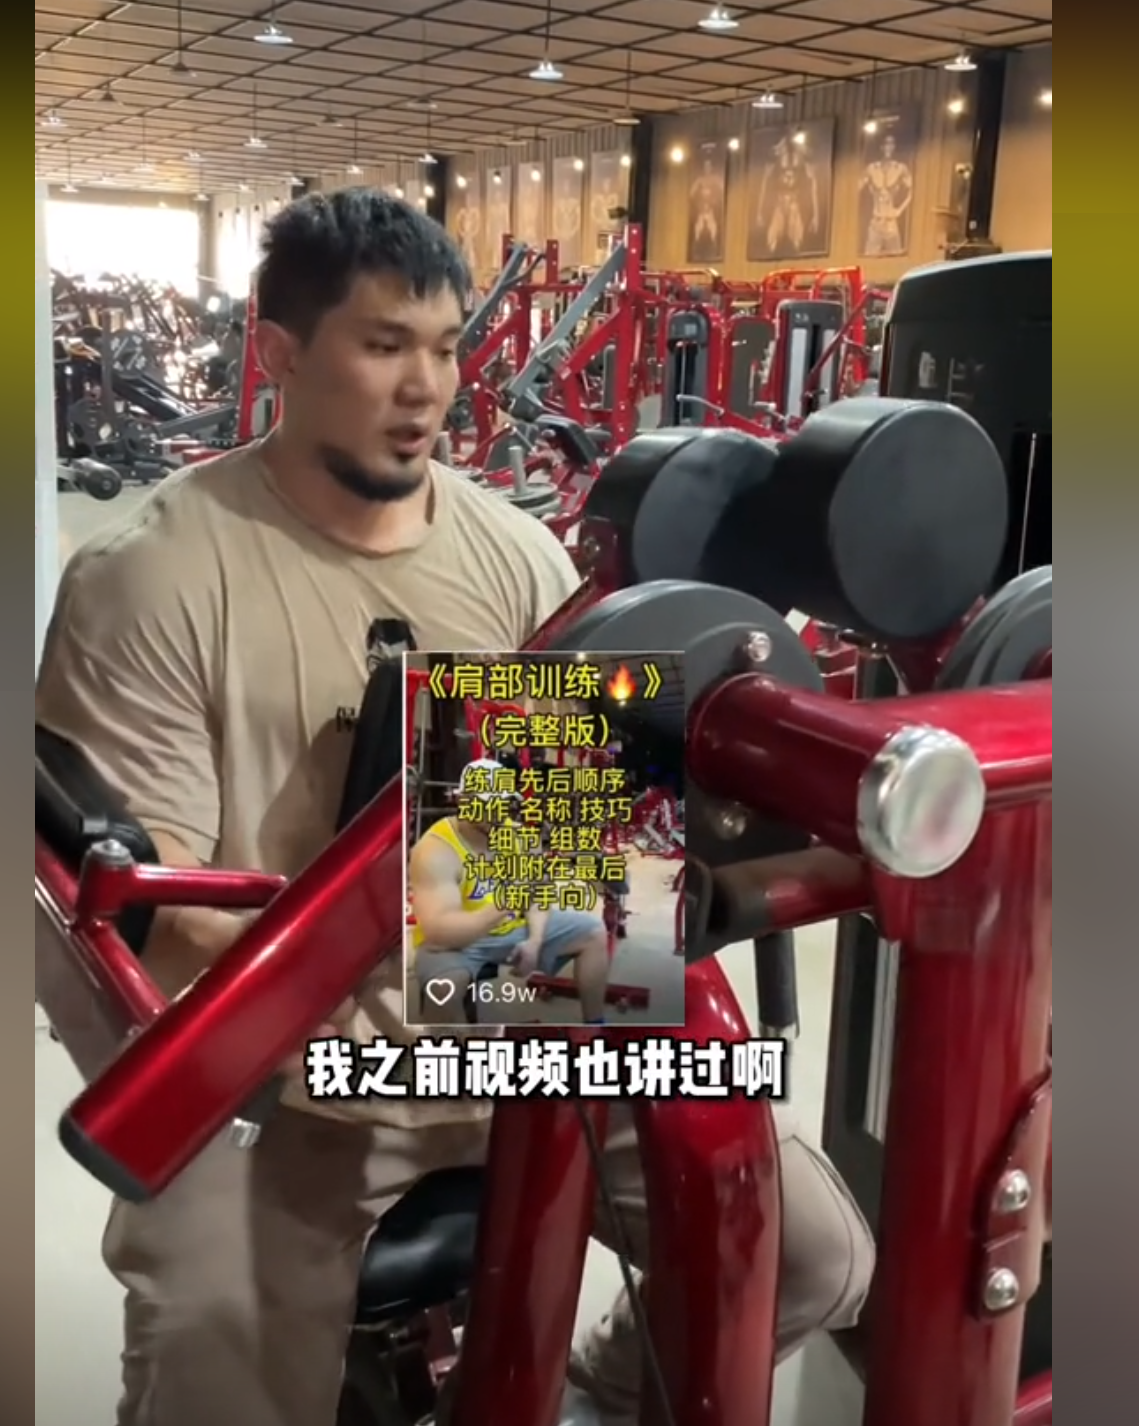 《肩部训练🔥》
（完整版）
练肩先后顺序
动作 名称 技巧
细节 组数
计划附在最后
（新手向）
16.9w
我之前视频也讲过啊